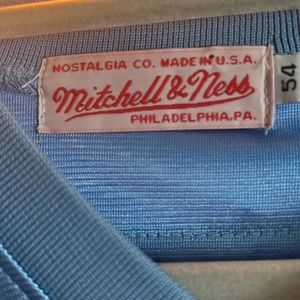 NOSTALGIA CO. MADE IN U.S.A.
Mitchell & Ness
PHILADELPHIA, PA.
54